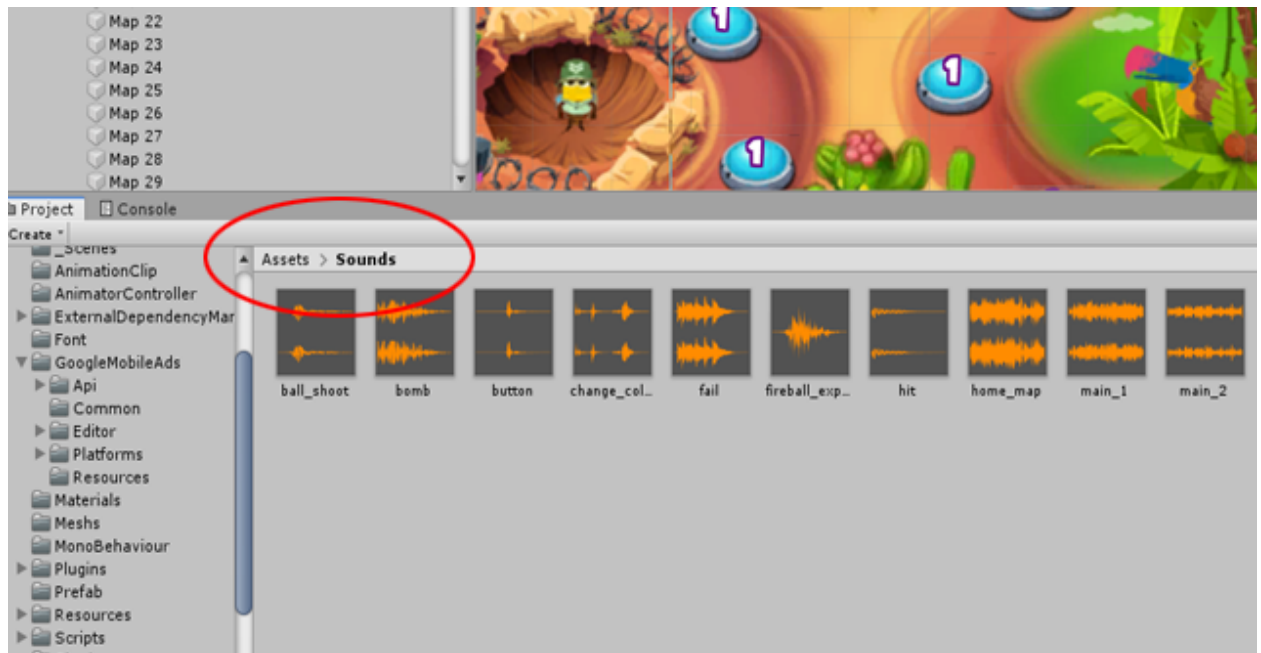 Map 22
Map 23
Map 24
Map 25
Map 26
Map 27
Map 28
Map 29
1
1
1
Project Console
Create
_Scenes
Assets > Sounds
AnimationClip
AnimatorController
ExternalDependencyMar
Font
GoogleMobileAds
Api
Common
Editor
Platforms
Resources
Materials
Meshs
MonoBehaviour
Plugins
Prefab
Resources
Scripts
ball_shoot bomb button change_col... fail fireball_exp... hit home_map main_1 main_2